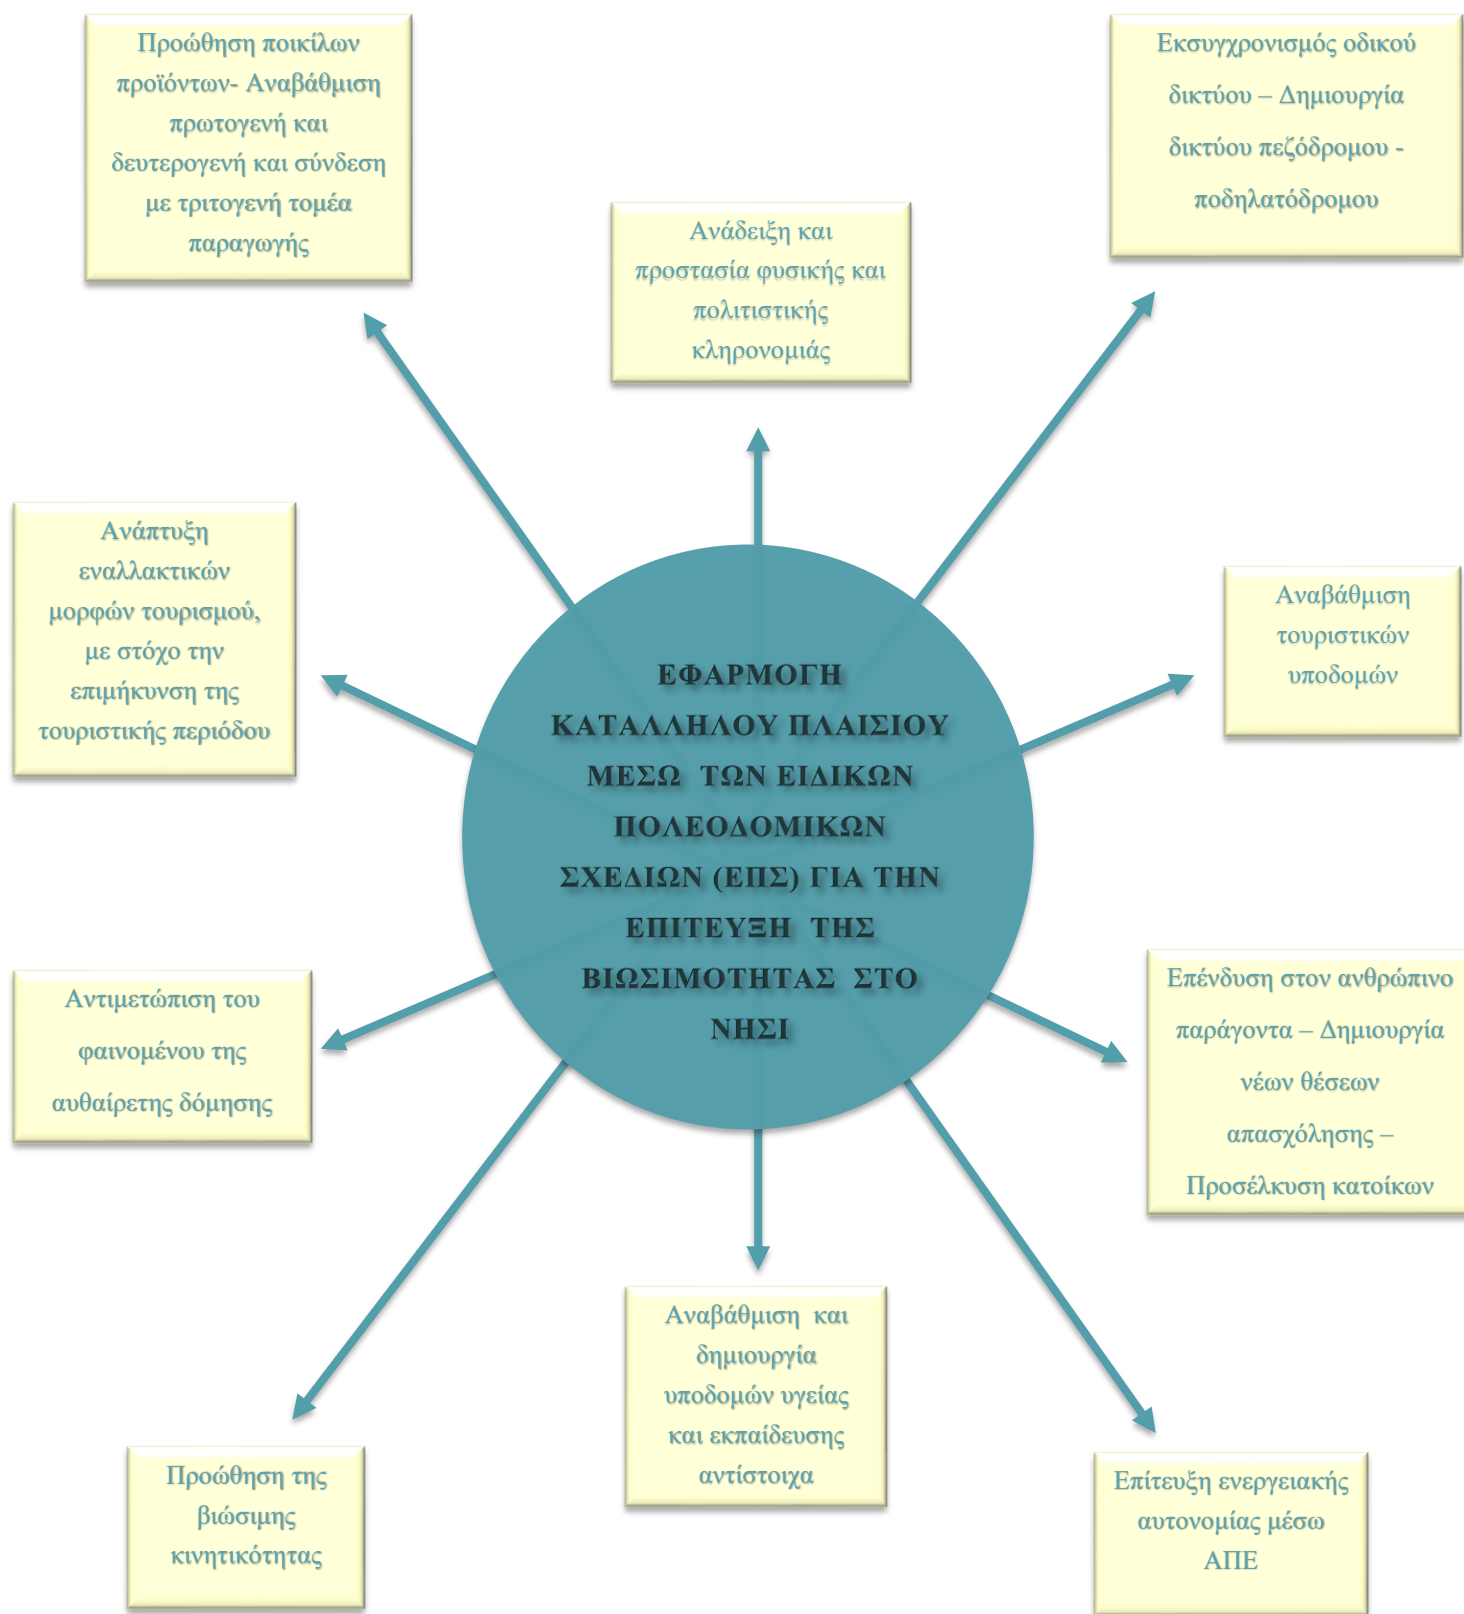 Προώθηση ποικίλων
προϊόντων- Αναβάθμιση
πρωτογενή και
δευτερογενή και σύνδεση
με τριτογενή τομέα
παραγωγής
Ανάδειξη και
προστασία φυσικής και
πολιτιστικής
κληρονομιάς
Εκσυγχρονισμός οδικού
δικτύου – Δημιουργία
δικτύου πεζόδρομου -
ποδηλατόδρομου
Ανάπτυξη
εναλλακτικών
μορφών τουρισμού,
με στόχο την
επιμήκυνση της
τουριστικής περιόδου
Αναβάθμιση
τουριστικών
υποδομών
ΕΦΑΡΜΟΓΗ
ΚΑΤΑΛΛΗΛΟΥ ΠΛΑΙΣΙΟΥ
ΜΕΣΩ ΤΩΝ ΕΙΔΙΚΩΝ
ΠΟΛΕΟΔΟΜΙΚΩΝ
ΣΧΕΔΙΩΝ (ΕΠΣ) ΓΙΑ ΤΗΝ
ΕΠΙΤΕΥΞΗ ΤΗΣ
ΒΙΩΣΙΜΟΤΗΤΑΣ ΣΤΟ
ΝΗΣΙ
Αντιμετώπιση του
φαινομένου της
αυθαίρετης δόμησης
Επένδυση στον ανθρώπινο
παράγοντα – Δημιουργία
νέων θέσεων
απασχόλησης –
Προσέλκυση κατοίκων
Προώθηση της
βιώσιμης
κινητικότητας
Αναβάθμιση και
δημιουργία
υποδομών υγείας
και εκπαίδευσης
αντίστοιχα
Επίτευξη ενεργειακής
αυτονομίας μέσω
ΑΠΕ